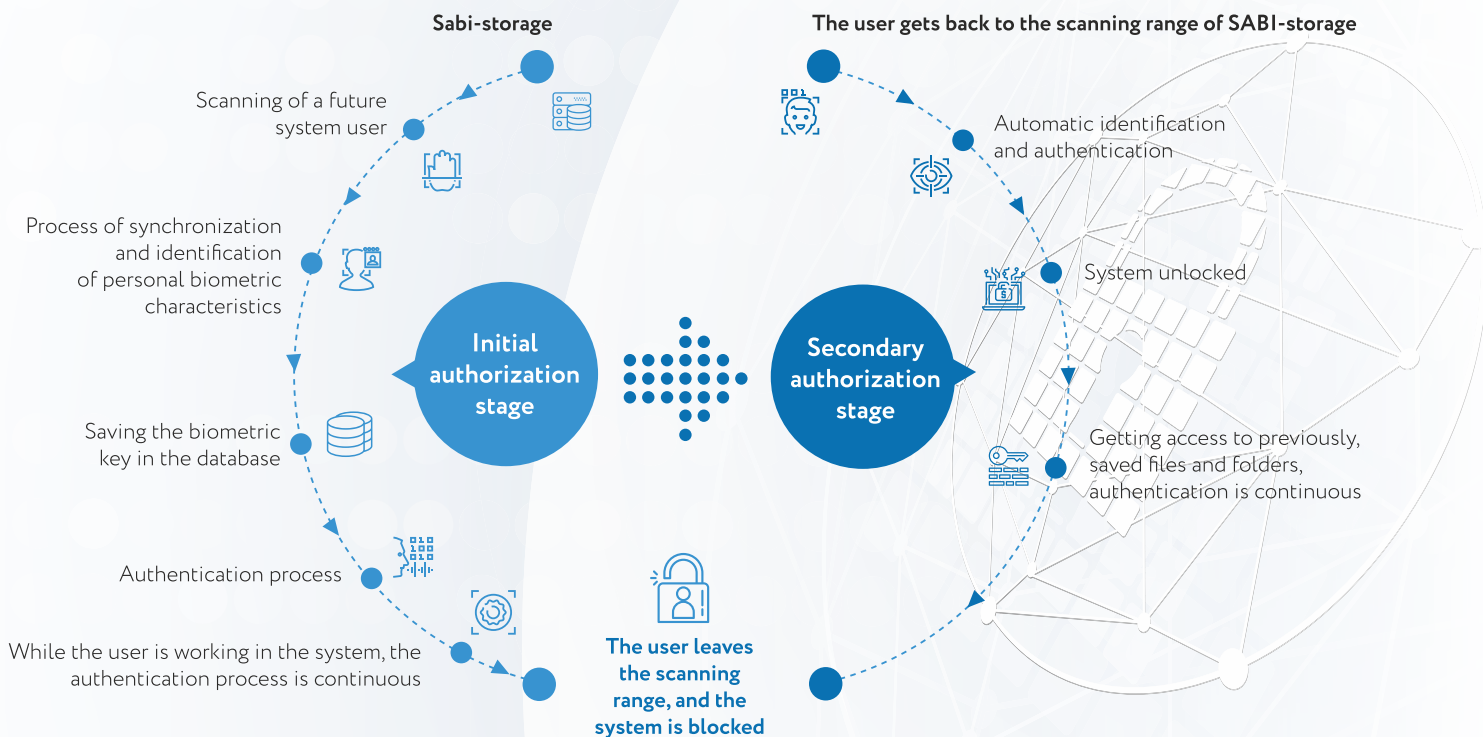 Sabi-storage
Scanning of a future
system user
Process of synchronization
and identification
of personal biometric
characteristics
Initial
authorization
stage
Saving the biometric
key in the database
Authentication process
While the user is working in the system, the
authentication process is continuous
The user leaves
the scanning
range, and the
system is blocked
The user gets back to the scanning range of SABI-storage
Automatic identification
and authentication
System unlocked
Secondary
authorization
stage
Getting access to previously,
saved files and folders,
authentication is continuous